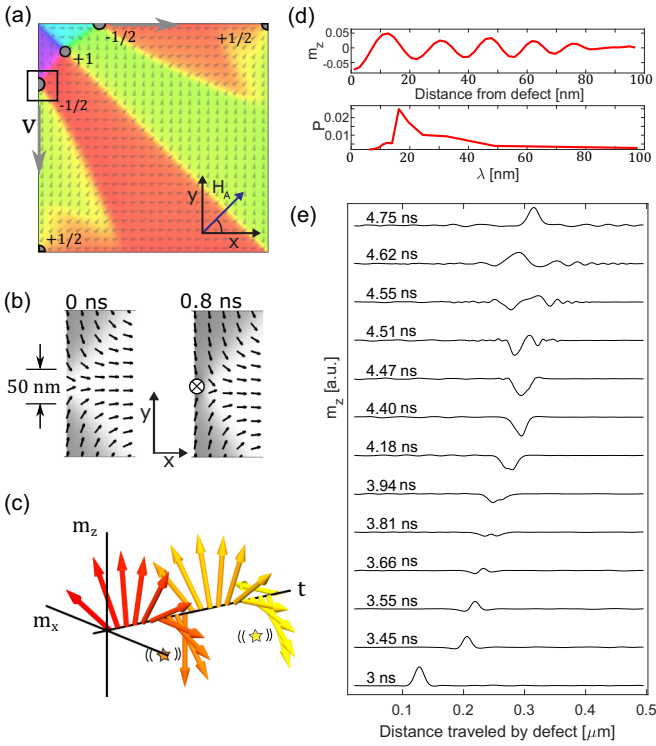 (a)
-1/2
+1/2
+1
-1/2
v
y
H_A
x
+1/2
(b)
0 ns
0.8 ns
50 nm
y
x
(c)
m_z
m_x
t
(( ))
(( ))
(d)
m_z
0.05
0
-0.05
0 10 20 30 40 50 60 70 80 90 100
Distance from defect [nm]
P
0.01
0 20 40 60 80 100
λ [nm]
(e)
4.75 ns
4.62 ns
4.55 ns
4.51 ns
4.47 ns
4.40 ns
4.18 ns
3.94 ns
3.81 ns
3.66 ns
3.55 ns
3.45 ns
3 ns
m_z [a.u.]
0.1 0.2 0.3 0.4 0.5
Distance traveled by defect [μm]